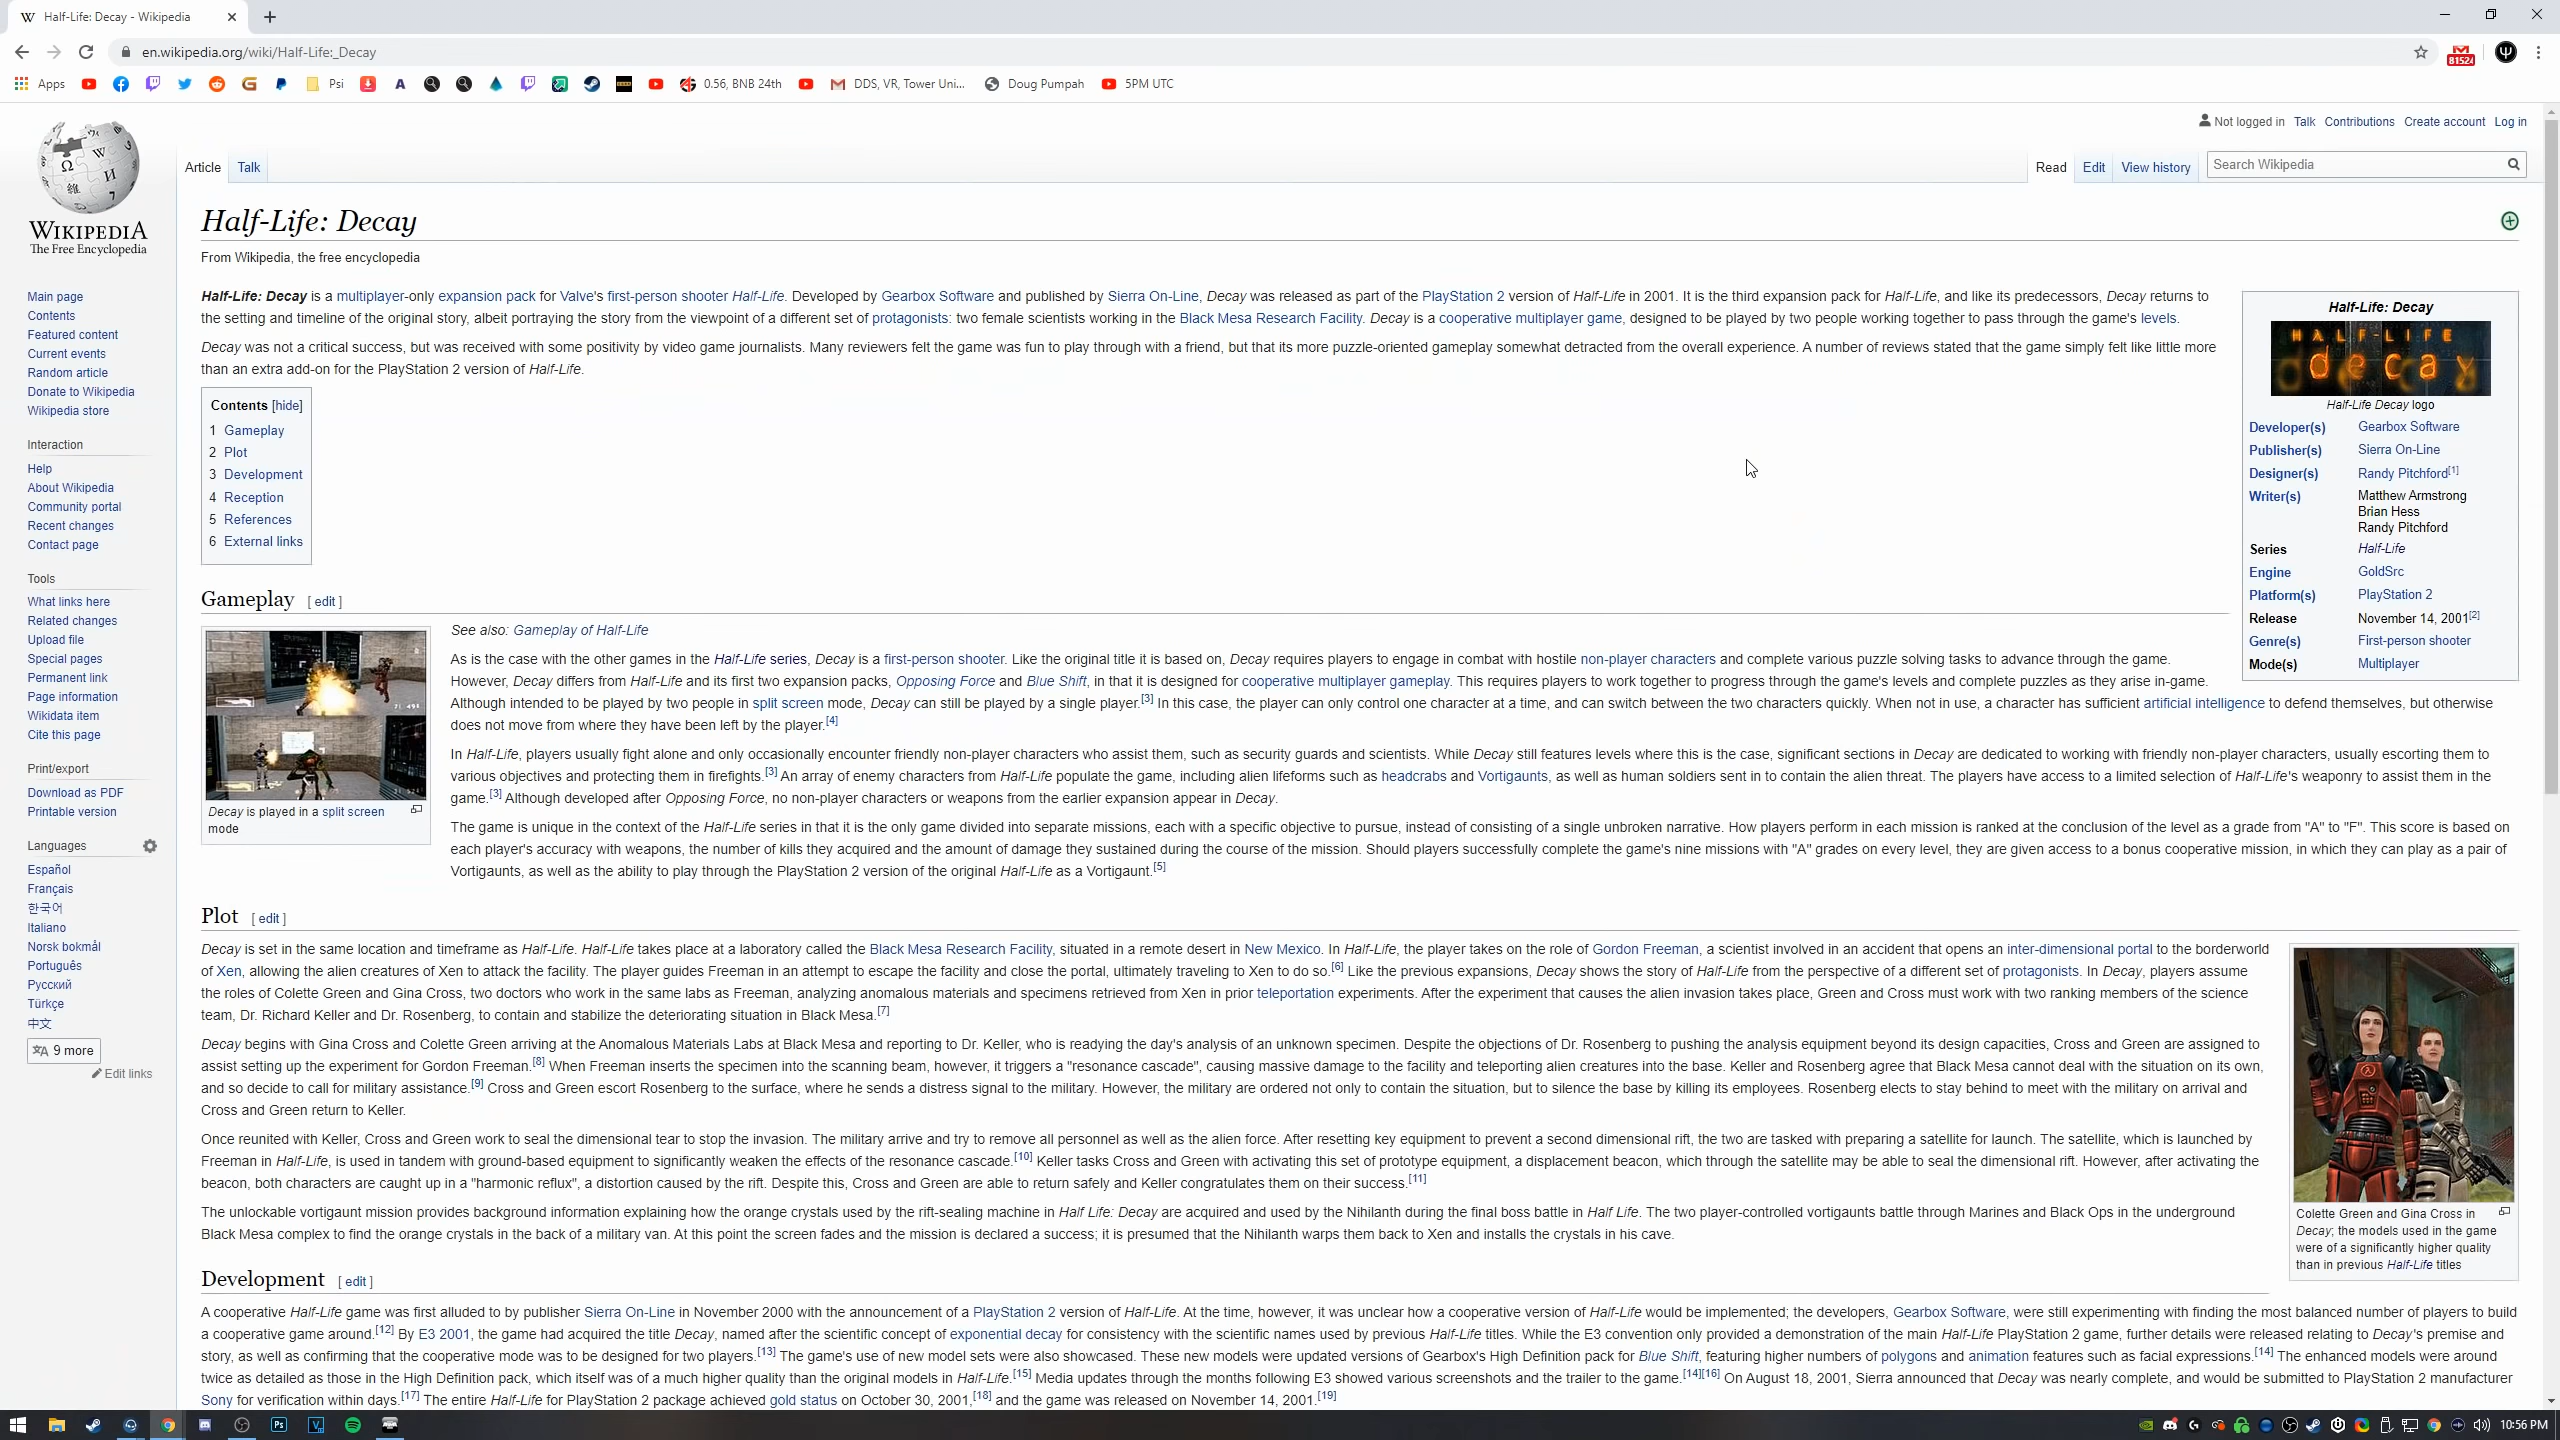 Half-Life: Decay - Wikipedia
en.wikipedia.org/wiki/Half-Life:_Decay
81524
Apps
Psi
0.56, BNB 24th
DDS, VR, Tower Uni...
Doug Pumpah
5PM UTC
Not logged in Talk Contributions Create account Log in
Article Talk
Read Edit View history
Search Wikipedia
WIKIPEDIA
The Free Encyclopedia
Main page
Contents
Featured content
Current events
Random article
Donate to Wikipedia
Wikipedia store
Interaction
Help
About Wikipedia
Community portal
Recent changes
Contact page
Tools
What links here
Related changes
Upload file
Special pages
Permanent link
Page information
Wikidata item
Cite this page
Print/export
Download as PDF
Printable version
Languages
Español
Français
한국어
Italiano
Norsk bokmål
Português
Русский
Türkçe
中文
9 more
Edit links
Half-Life: Decay
From Wikipedia, the free encyclopedia
Half-Life: Decay is a multiplayer-only expansion pack for Valve's first-person shooter Half-Life. Developed by Gearbox Software and published by Sierra On-Line, Decay was released as part of the PlayStation 2 version of Half-Life in 2001. It is the third expansion pack for Half-Life, and like its predecessors, Decay returns to
the setting and timeline of the original story, albeit portraying the story from the viewpoint of a different set of protagonists: two female scientists working in the Black Mesa Research Facility. Decay is a cooperative multiplayer game, designed to be played by two people working together to pass through the game's levels.
Decay was not a critical success, but was received with some positivity by video game journalists. Many reviewers felt the game was fun to play through with a friend, but that its more puzzle-oriented gameplay somewhat detracted from the overall experience. A number of reviews stated that the game simply felt like little more
than an extra add-on for the PlayStation 2 version of Half-Life.
Contents [hide]
1 Gameplay
2 Plot
3 Development
4 Reception
5 References
6 External links
Half-Life: Decay
HALF-LIFE
decay
Half-Life Decay logo
Developer(s) Gearbox Software
Publisher(s) Sierra On-Line
Designer(s) Randy Pitchford[1]
Writer(s) Matthew Armstrong
Brian Hess
Randy Pitchford
Series Half-Life
Engine GoldSrc
Platform(s) PlayStation 2
Release November 14, 2001[2]
Genre(s) First-person shooter
Mode(s) Multiplayer
Gameplay [ edit ]
Decay is played in a split screen
mode
See also: Gameplay of Half-Life
As is the case with the other games in the Half-Life series, Decay is a first-person shooter. Like the original title it is based on, Decay requires players to engage in combat with hostile non-player characters and complete various puzzle solving tasks to advance through the game.
However, Decay differs from Half-Life and its first two expansion packs, Opposing Force and Blue Shift, in that it is designed for cooperative multiplayer gameplay. This requires players to work together to progress through the game's levels and complete puzzles as they arise in-game.
Although intended to be played by two people in split screen mode, Decay can still be played by a single player.[3] In this case, the player can only control one character at a time, and can switch between the two characters quickly. When not in use, a character has sufficient artificial intelligence to defend themselves, but otherwise
does not move from where they have been left by the player.[4]
In Half-Life, players usually fight alone and only occasionally encounter friendly non-player characters who assist them, such as security guards and scientists. While Decay still features levels where this is the case, significant sections in Decay are dedicated to working with friendly non-player characters, usually escorting them to
various objectives and protecting them in firefights.[3] An array of enemy characters from Half-Life populate the game, including alien lifeforms such as headcrabs and Vortigaunts, as well as human soldiers sent in to contain the alien threat. The players have access to a limited selection of Half-Life's weaponry to assist them in the
game.[3] Although developed after Opposing Force, no non-player characters or weapons from the earlier expansion appear in Decay.
The game is unique in the context of the Half-Life series in that it is the only game divided into separate missions, each with a specific objective to pursue, instead of consisting of a single unbroken narrative. How players perform in each mission is ranked at the conclusion of the level as a grade from "A" to "F". This score is based on
each player's accuracy with weapons, the number of kills they acquired and the amount of damage they sustained during the course of the mission. Should players successfully complete the game's nine missions with "A" grades on every level, they are given access to a bonus cooperative mission, in which they can play as a pair of
Vortigaunts, as well as the ability to play through the PlayStation 2 version of the original Half-Life as a Vortigaunt.[5]
Plot [ edit ]
Decay is set in the same location and timeframe as Half-Life. Half-Life takes place at a laboratory called the Black Mesa Research Facility, situated in a remote desert in New Mexico. In Half-Life, the player takes on the role of Gordon Freeman, a scientist involved in an accident that opens an inter-dimensional portal to the borderworld
of Xen, allowing the alien creatures of Xen to attack the facility. The player guides Freeman in an attempt to escape the facility and close the portal, ultimately traveling to Xen to do so.[6] Like the previous expansions, Decay shows the story of Half-Life from the perspective of a different set of protagonists. In Decay, players assume
the roles of Colette Green and Gina Cross, two doctors who work in the same labs as Freeman, analyzing anomalous materials and specimens retrieved from Xen in prior teleportation experiments. After the experiment that causes the alien invasion takes place, Green and Cross must work with two ranking members of the science
team, Dr. Richard Keller and Dr. Rosenberg, to contain and stabilize the deteriorating situation in Black Mesa.[7]
Decay begins with Gina Cross and Colette Green arriving at the Anomalous Materials Labs at Black Mesa and reporting to Dr. Keller, who is readying the day's analysis of an unknown specimen. Despite the objections of Dr. Rosenberg to pushing the analysis equipment beyond its design capacities, Cross and Green are assigned to
assist setting up the experiment for Gordon Freeman.[8] When Freeman inserts the specimen into the scanning beam, however, it triggers a "resonance cascade", causing massive damage to the facility and teleporting alien creatures into the base. Keller and Rosenberg agree that Black Mesa cannot deal with the situation on its own,
and so decide to call for military assistance.[9] Cross and Green escort Rosenberg to the surface, where he sends a distress signal to the military. However, the military are ordered not only to contain the situation, but to silence the base by killing its employees. Rosenberg elects to stay behind to meet with the military on arrival and
Cross and Green return to Keller.
Once reunited with Keller, Cross and Green work to seal the dimensional tear to stop the invasion. The military arrive and try to remove all personnel as well as the alien force. After resetting key equipment to prevent a second dimensional rift, the two are tasked with preparing a satellite for launch. The satellite, which is launched by
Freeman in Half-Life, is used in tandem with ground-based equipment to significantly weaken the effects of the resonance cascade.[10] Keller tasks Cross and Green with activating this set of prototype equipment, a displacement beacon, which through the satellite may be able to seal the dimensional rift. However, after activating the
beacon, both characters are caught up in a "harmonic reflux", a distortion caused by the rift. Despite this, Cross and Green are able to return safely and Keller congratulates them on their success.[11]
The unlockable vortigaunt mission provides background information explaining how the orange crystals used by the rift-sealing machine in Half Life: Decay are acquired and used by the Nihilanth during the final boss battle in Half Life. The two player-controlled vortigaunts battle through Marines and Black Ops in the underground
Black Mesa complex to find the orange crystals in the back of a military van. At this point the screen fades and the mission is declared a success; it is presumed that the Nihilanth warps them back to Xen and installs the crystals in his cave.
Colette Green and Gina Cross in
Decay; the models used in the game
were of a significantly higher quality
than in previous Half-Life titles
Development [ edit ]
A cooperative Half-Life game was first alluded to by publisher Sierra On-Line in November 2000 with the announcement of a PlayStation 2 version of Half-Life. At the time, however, it was unclear how a cooperative version of Half-Life would be implemented; the developers, Gearbox Software, were still experimenting with finding the most balanced number of players to build
a cooperative game around.[12] By E3 2001, the game had acquired the title Decay, named after the scientific concept of exponential decay for consistency with the scientific names used by previous Half-Life titles. While the E3 convention only provided a demonstration of the main Half-Life PlayStation 2 game, further details were released relating to Decay's premise and
story, as well as confirming that the cooperative mode was to be designed for two players.[13] The game's use of new model sets were also showcased. These new models were updated versions of Gearbox's High Definition pack for Blue Shift, featuring higher numbers of polygons and animation features such as facial expressions.[14] The enhanced models were around
twice as detailed as those in the High Definition pack, which itself was of a much higher quality than the original models in Half-Life.[15] Media updates through the months following E3 showed various screenshots and the trailer to the game.[14][16] On August 18, 2001, Sierra announced that Decay was nearly complete, and would be submitted to PlayStation 2 manufacturer
Sony for verification within days.[17] The entire Half-Life for PlayStation 2 package achieved gold status on October 30, 2001,[18] and the game was released on November 14, 2001.[19]
10:56 PM